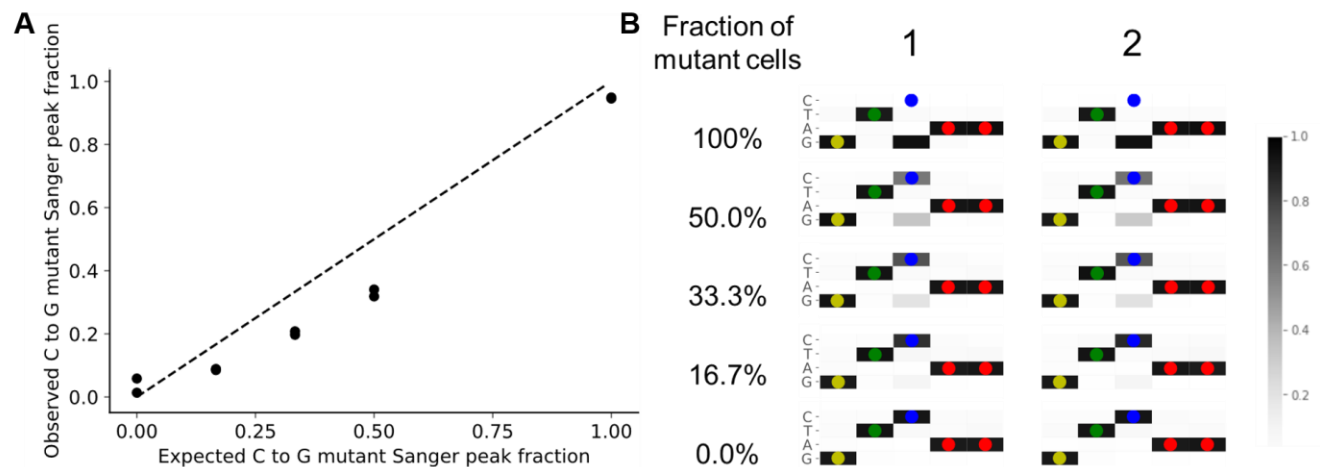 A
Observed C to G mutant Sanger peak fraction
1.0
0.8
0.6
0.4
0.2
0.0
0.00 0.25 0.50 0.75 1.00
Expected C to G mutant Sanger peak fraction
B
Fraction of
mutant cells
1 2
100%
C
T
A
G
50.0%
C
T
A
G
33.3%
C
T
A
G
16.7%
C
T
A
G
0.0%
C
T
A
G
1.0
0.8
0.6
0.4
0.2